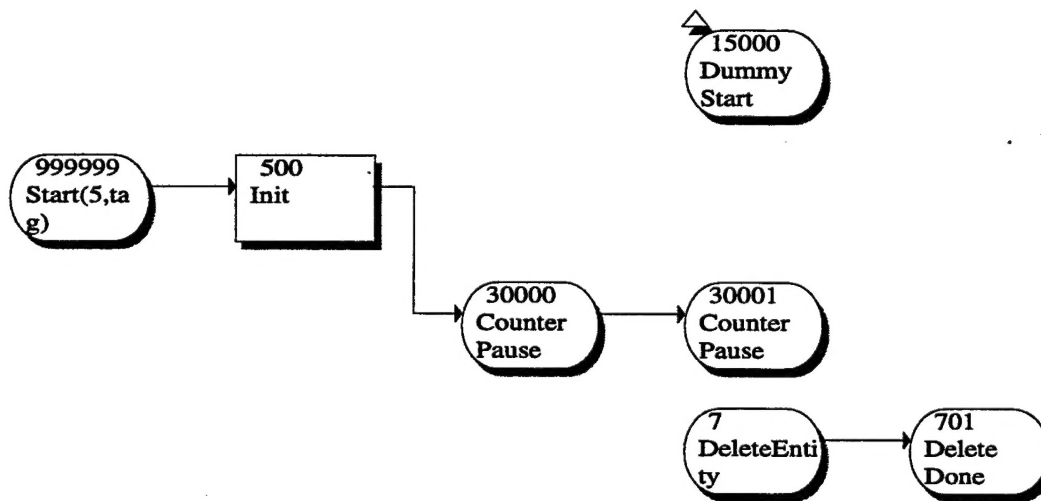 15000
Dummy
Start
999999
Start(5,ta
g)
500
Init
30000
Counter
Pause
30001
Counter
Pause
7
DeleteEnti
ty
701
Delete
Done